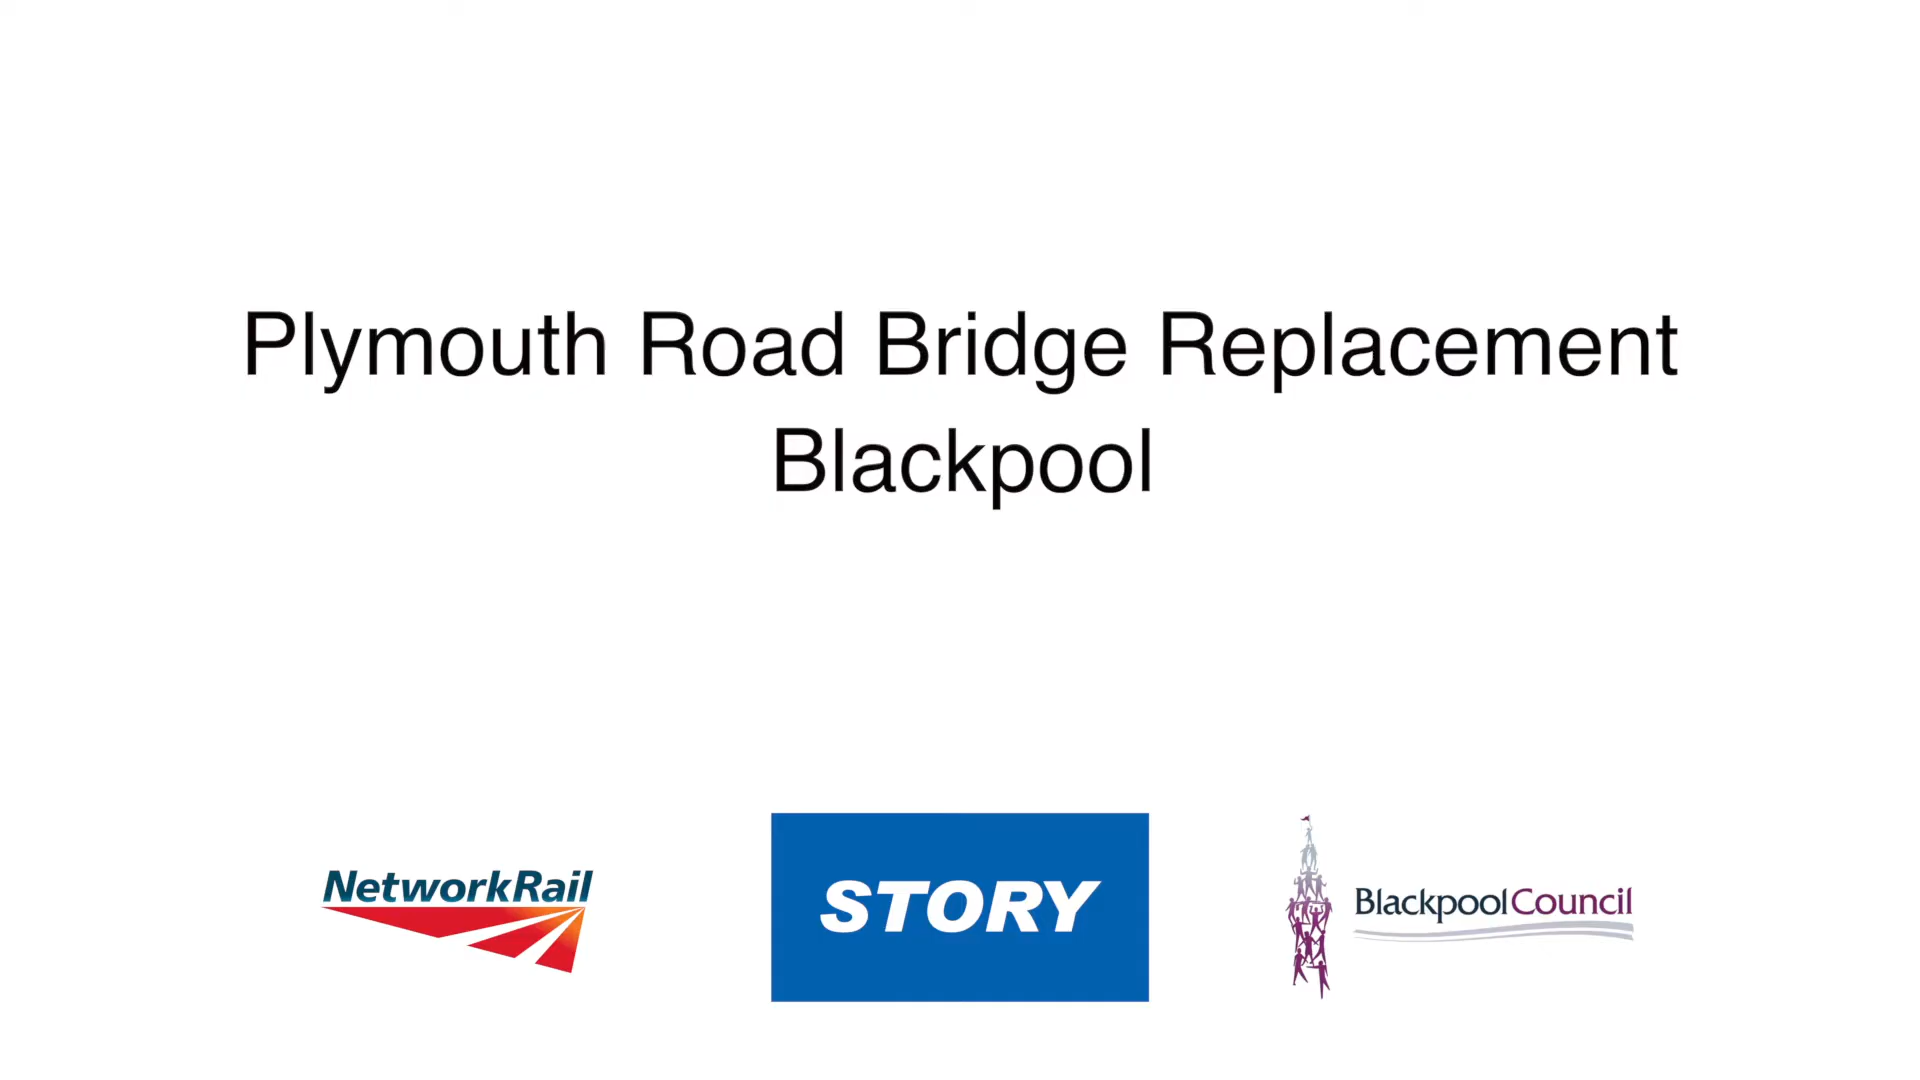 Plymouth Road Bridge Replacement
Blackpool
NetworkRail
STORY
BlackpoolCouncil